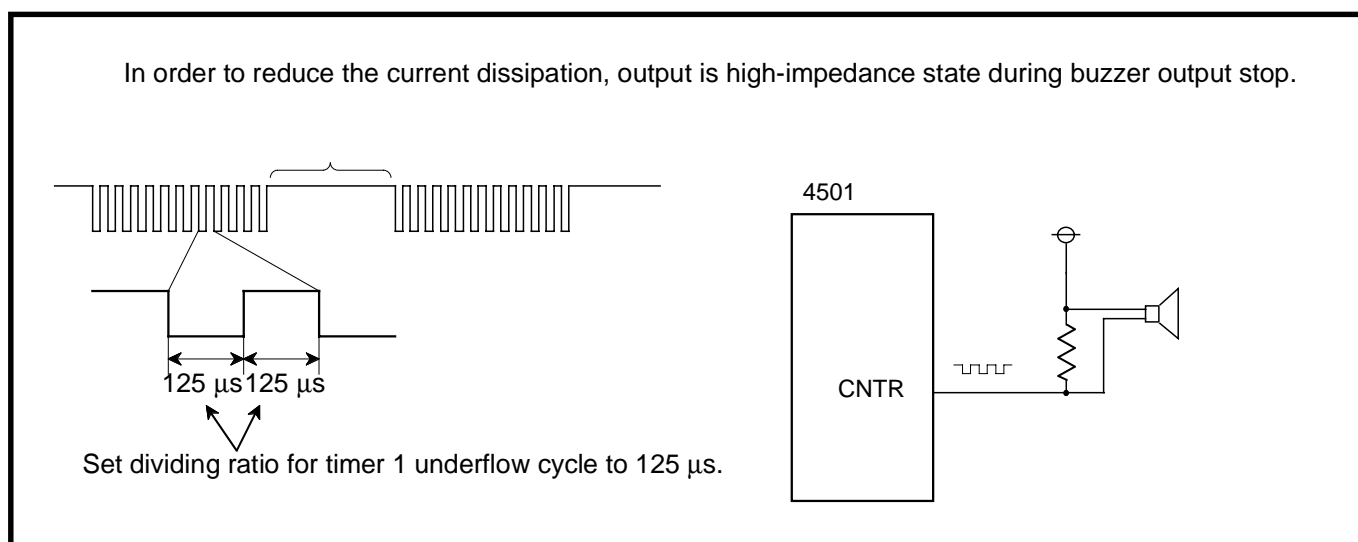 In order to reduce the current dissipation, output is high-impedance state during buzzer output stop.
4501
125 μs 125 μs
CNTR
Set dividing ratio for timer 1 underflow cycle to 125 μs.